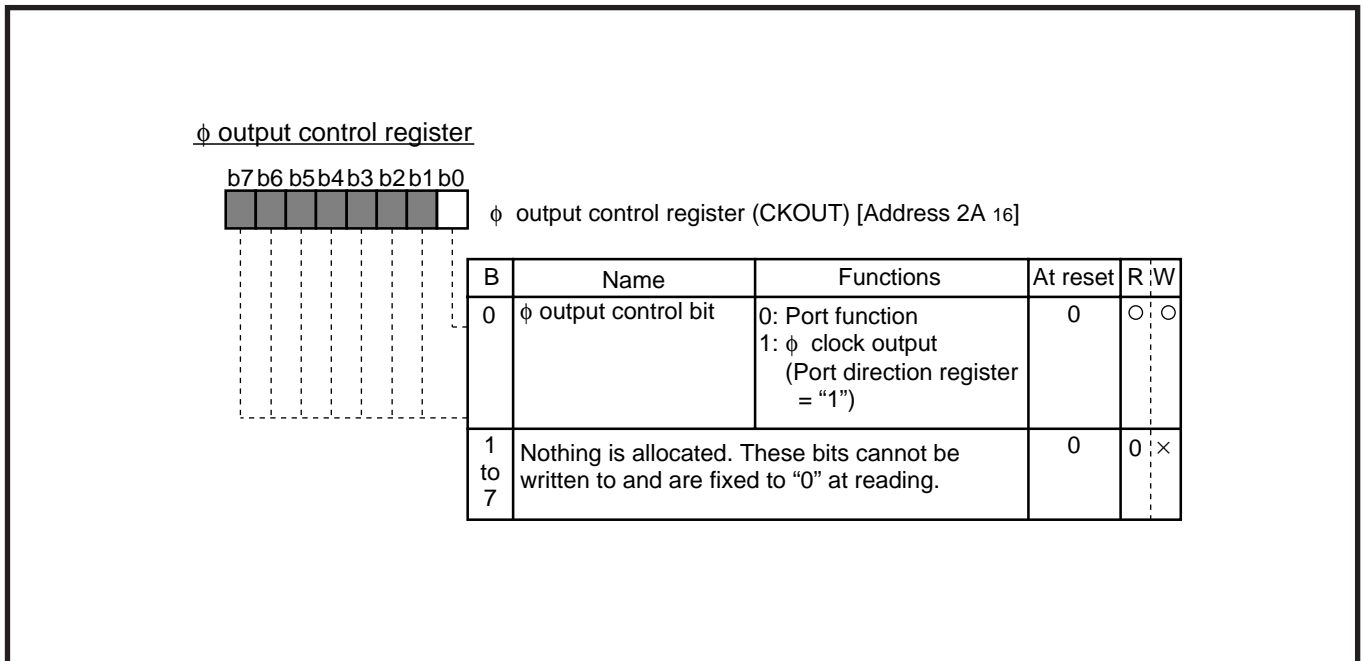 ϕ output control register
b7 b6 b5 b4 b3 b2 b1 b0
ϕ output control register (CKOUT) [Address 2A 16]
B Name Functions At reset R W
0 ϕ output control bit 0: Port function 0 ○ ○
1: ϕ clock output
(Port direction register
= “1”)
1 to 7 Nothing is allocated. These bits cannot be 0 0 ×
written to and are fixed to “0” at reading.